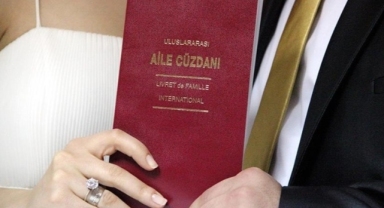 ULUSLARARASI
AİLE CÜZDANI
LIVRET de FAMILLE
INTERNATIONAL